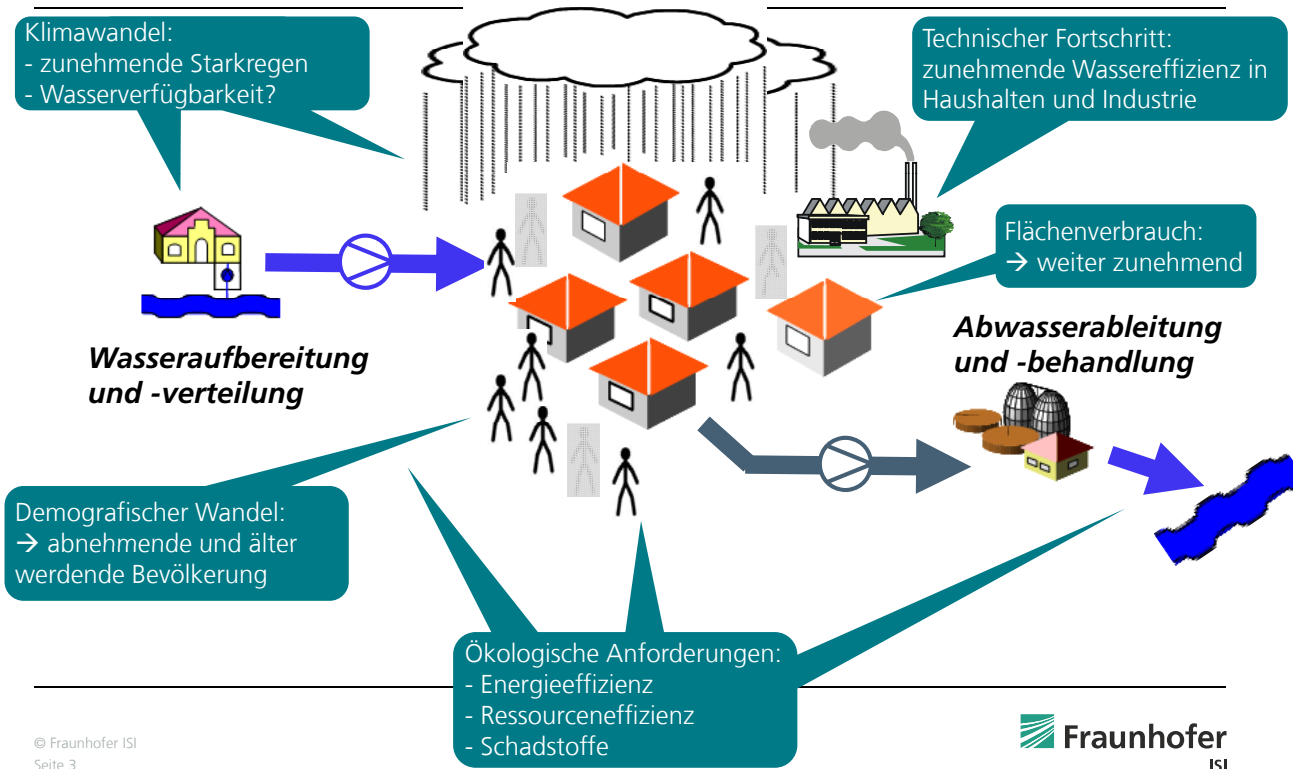 Klimawandel:
- zunehmende Starkregen
- Wasserverfügbarkeit?
Technischer Fortschritt:
zunehmende Wassereffizienz in
Haushalten und Industrie
Flächenverbrauch:
→ weiter zunehmend
Wasseraufbereitung
und -verteilung
Abwasserableitung
und -behandlung
Demografischer Wandel:
→ abnehmende und älter
werdende Bevölkerung
Ökologische Anforderungen:
- Energieeffizienz
- Ressourceneffizienz
- Schadstoffe
© Fraunhofer ISI
Seite 3
Fraunhofer
ISI